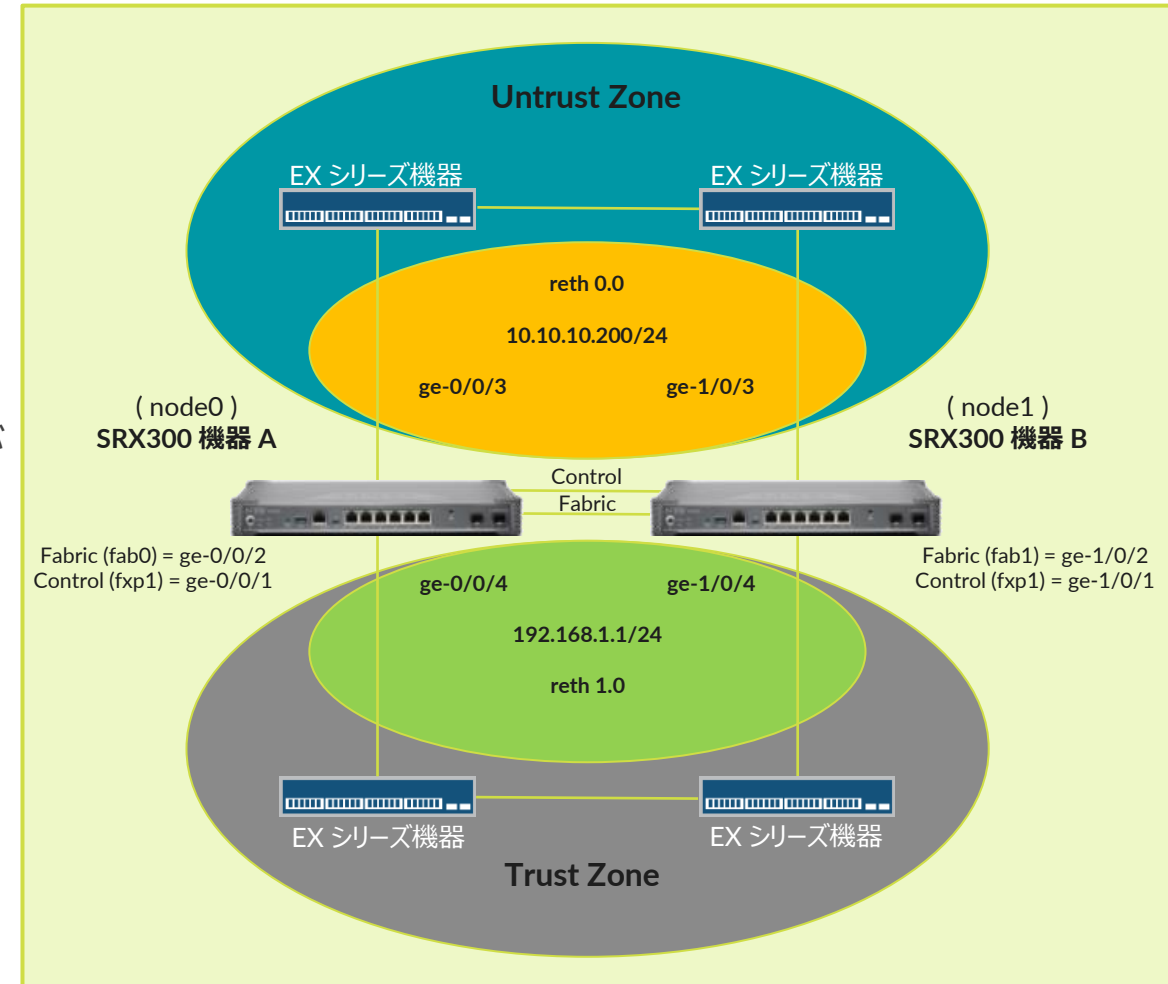 Untrust Zone
EX シリーズ機器
EX シリーズ機器
reth 0.0
10.10.10.200/24
ge-0/0/3
ge-1/0/3
( node0 )
SRX300 機器 A
( node1 )
SRX300 機器 B
Control
Fabric
Fabric (fab0) = ge-0/0/2
Control (fxp1) = ge-0/0/1
Fabric (fab1) = ge-1/0/2
Control (fxp1) = ge-1/0/1
ge-0/0/4
ge-1/0/4
192.168.1.1/24
reth 1.0
EX シリーズ機器
EX シリーズ機器
Trust Zone